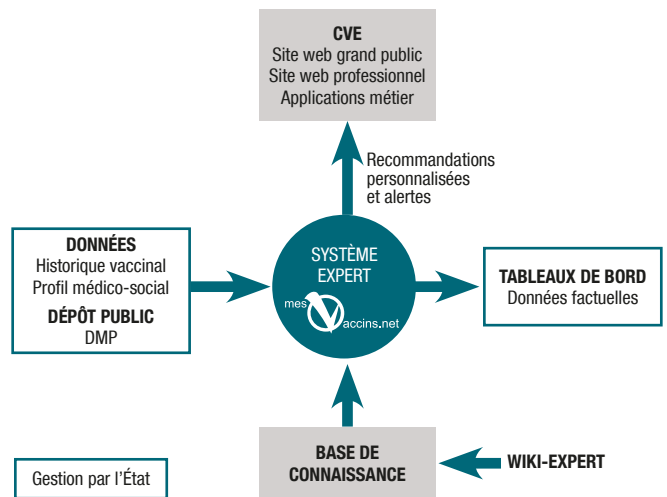 CVE
Site web grand public
Site web professionnel
Applications métier
Recommandations
personnalisées
et alertes
DONNÉES
Historique vaccinal
Profil médico-social
DÉPÔT PUBLIC
DMP
SYSTÈME
EXPERT
mes Vaccins.net
TABLEAUX DE BORD
Données factuelles
BASE DE
CONNAISSANCE
WIKI-EXPERT
Gestion par l'État